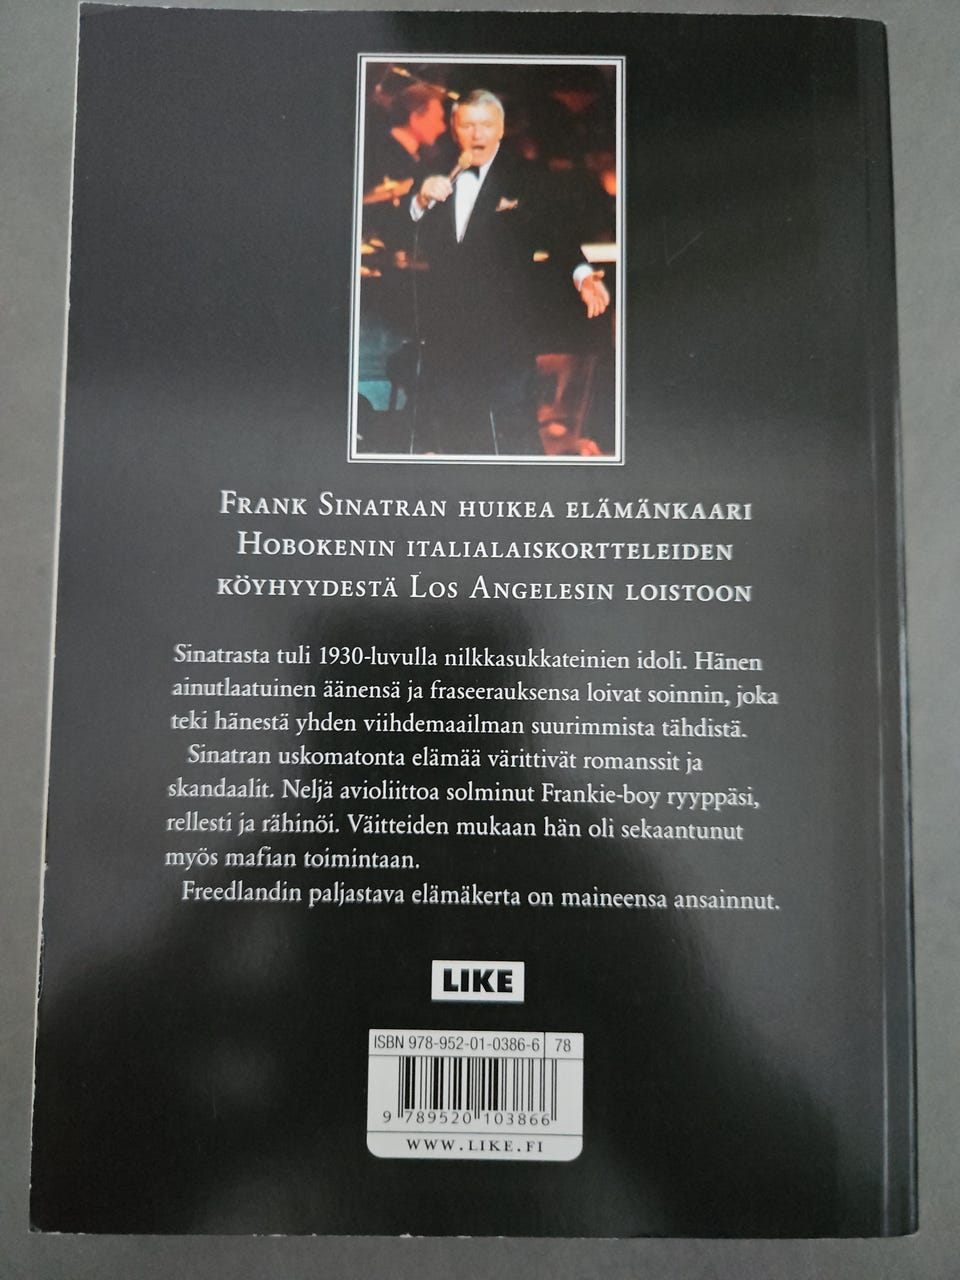 Frank Sinatran huikea elämänkaari
Hobokenin italialaiskortteleiden
köyhyydestä Los Angelesin loistoon
Sinatrasta tuli 1930-luvulla nilkkasukkateinien idoli. Hänen
ainutlaatuinen äänensä ja fraseerauksensa loivat soinnin, joka
teki hänestä yhden viihdemaailman suurimmista tähdistä.
Sinatran uskomatonta elämää värittivät romanssit ja
skandaalit. Neljä avioliittoa solminut Frankie-boy ryyppäsi,
rellesti ja rähinöi. Väitteiden mukaan hän oli sekaantunut
myös mafian toimintaan.
Freedlandin paljastava elämäkerta on maineensa ansainnut.
LIKE
ISBN 978-952-01-0386-6 78
9 789520 103866
WWW.LIKE.FI